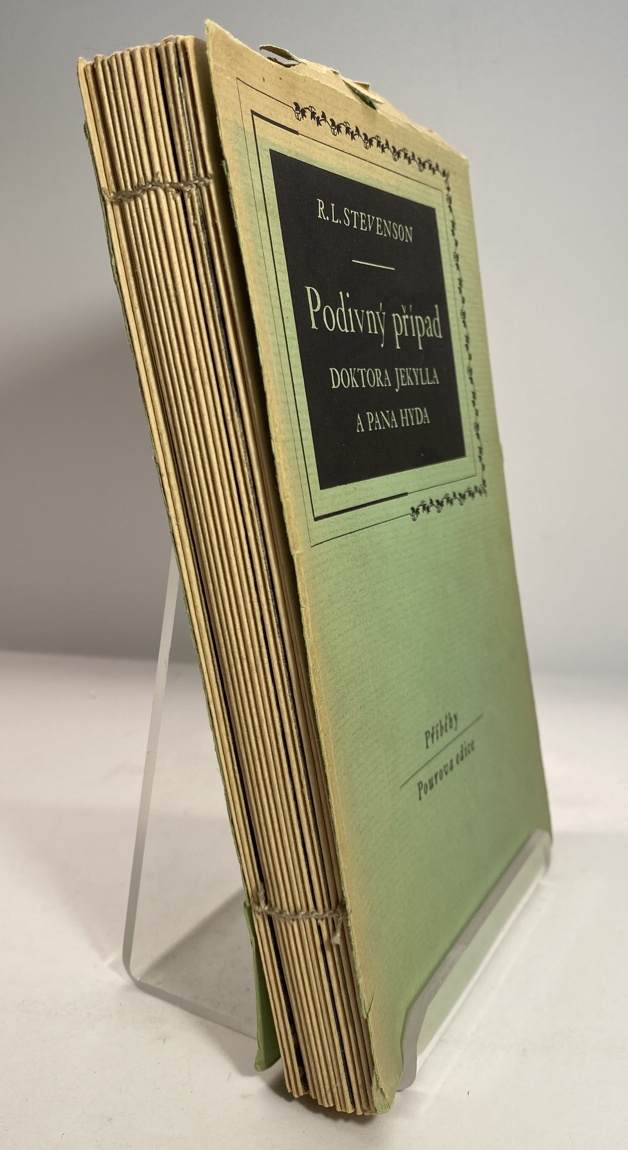 R. L. STEVENSON
Podivný případ
DOKTORA JEKYLLA
A PANA HYDA
Příběhy
Pourova edice